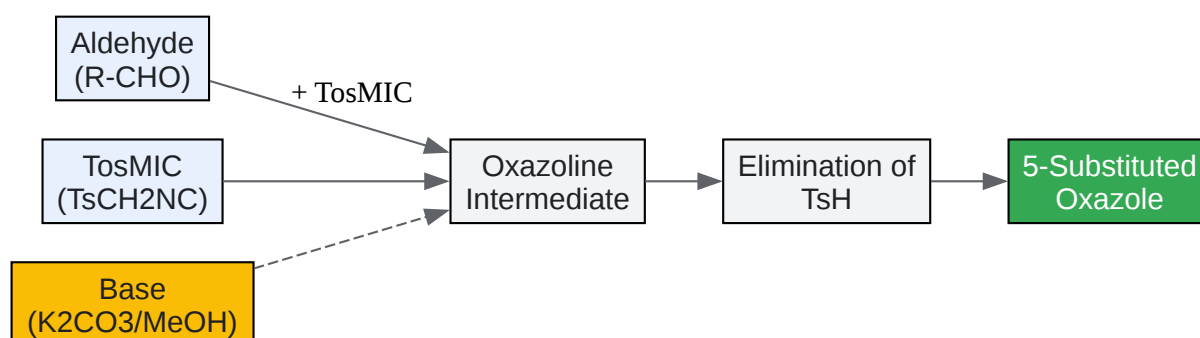 Aldehyde
(R-CHO)
+ TosMIC
TosMIC
(TsCH2NC)
Oxazoline
Intermediate
Elimination of
TsH
5-Substituted
Oxazole
Base
(K2CO3/MeOH)